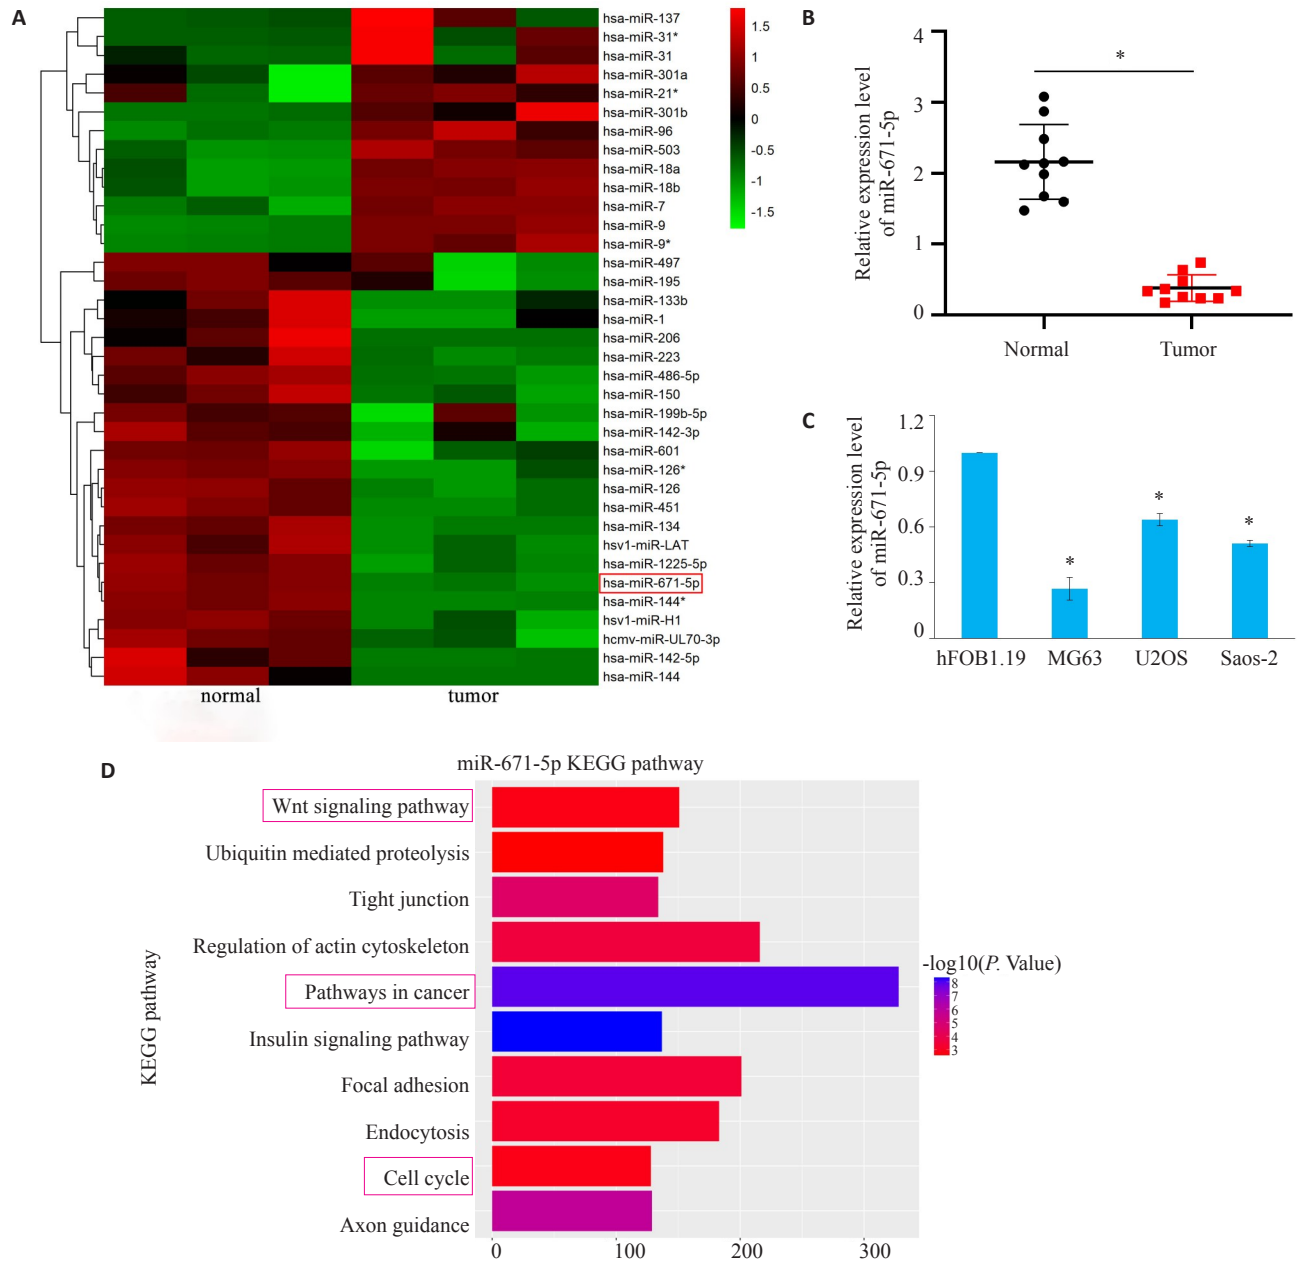 A
hsa-miR-137
hsa-miR-31*
hsa-miR-31
hsa-miR-301a
hsa-miR-21*
hsa-miR-301b
hsa-miR-96
hsa-miR-503
hsa-miR-18a
hsa-miR-18b
hsa-miR-7
hsa-miR-9
hsa-miR-9*
hsa-miR-497
hsa-miR-195
hsa-miR-133b
hsa-miR-1
hsa-miR-206
hsa-miR-223
hsa-miR-486-5p
hsa-miR-150
hsa-miR-199b-5p
hsa-miR-142-3p
hsa-miR-601
hsa-miR-126*
hsa-miR-126
hsa-miR-451
hsa-miR-134
hsv1-miR-LAT
hsa-miR-1225-5p
hsa-miR-671-5p
hsa-miR-144*
hsv1-miR-H1
hcmv-miR-UL70-3p
hsa-miR-142-5p
hsa-miR-144
normal tumor
1.5
1
0.5
0
-0.5
-1
-1.5
B
Relative expression level
of miR-671-5p
4
3
2
1
0
*
Normal Tumor
C
Relative expression level
of miR-671-5p
1.2
0.9
0.6
0.3
0
*
*
*
hFOB1.19 MG63 U2OS Saos-2
D
miR-671-5p KEGG pathway
KEGG pathway
Wnt signaling pathway
Ubiquitin mediated proteolysis
Tight junction
Regulation of actin cytoskeleton
Pathways in cancer
Insulin signaling pathway
Focal adhesion
Endocytosis
Cell cycle
Axon guidance
0 100 200 300
-log10(P. Value)
8
7
6
5
4
3